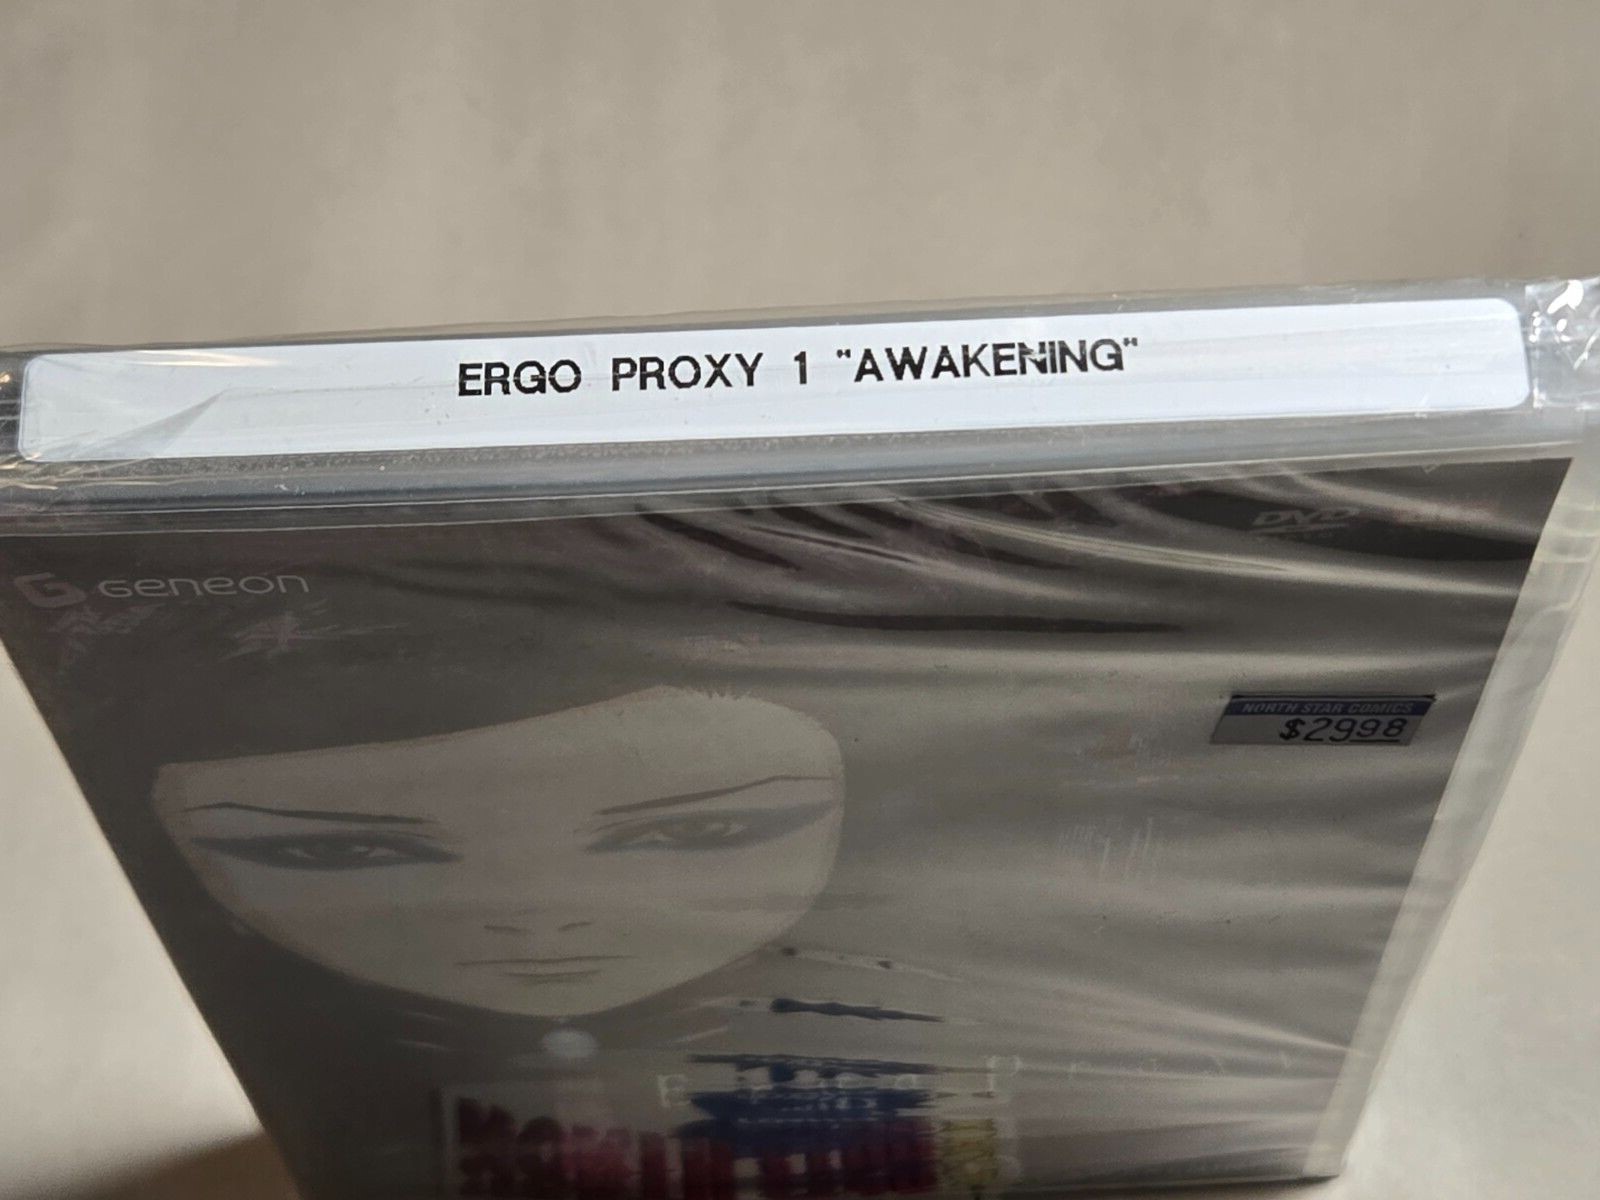 ERGO PROXY 1 "AWAKENING"
DVD
GENEON
NORTH STAR COMICS
$2998